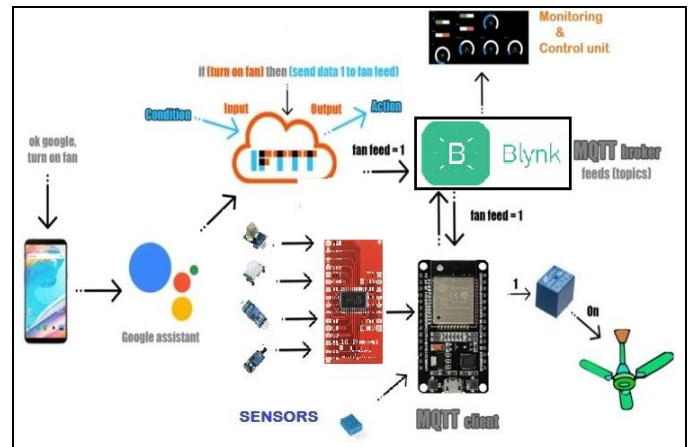 Monitoring
&
Control unit
if (turn on fan) then (send data 1 to fan feed)
Condition
Input
Output
Action
ok google,
turn on fan
fan feed = 1
B
Blynk
MQTT broker
feeds (topics)
fan feed = 1
Google assistant
1
On
SENSORS
MQTT client